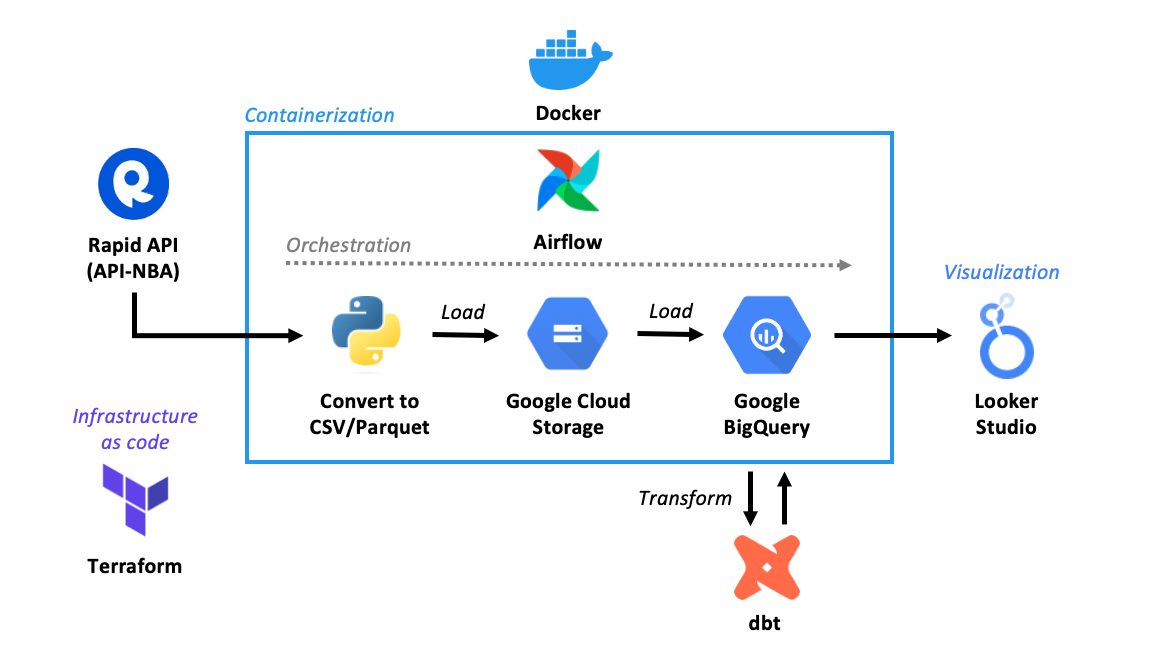 Docker
Containerization
Airflow
Rapid API
(API-NBA)
Orchestration
Visualization
Load
Load
Convert to
CSV/Parquet
Google Cloud
Storage
Google
BigQuery
Looker
Studio
Infrastructure
as code
Transform
Terraform
dbt